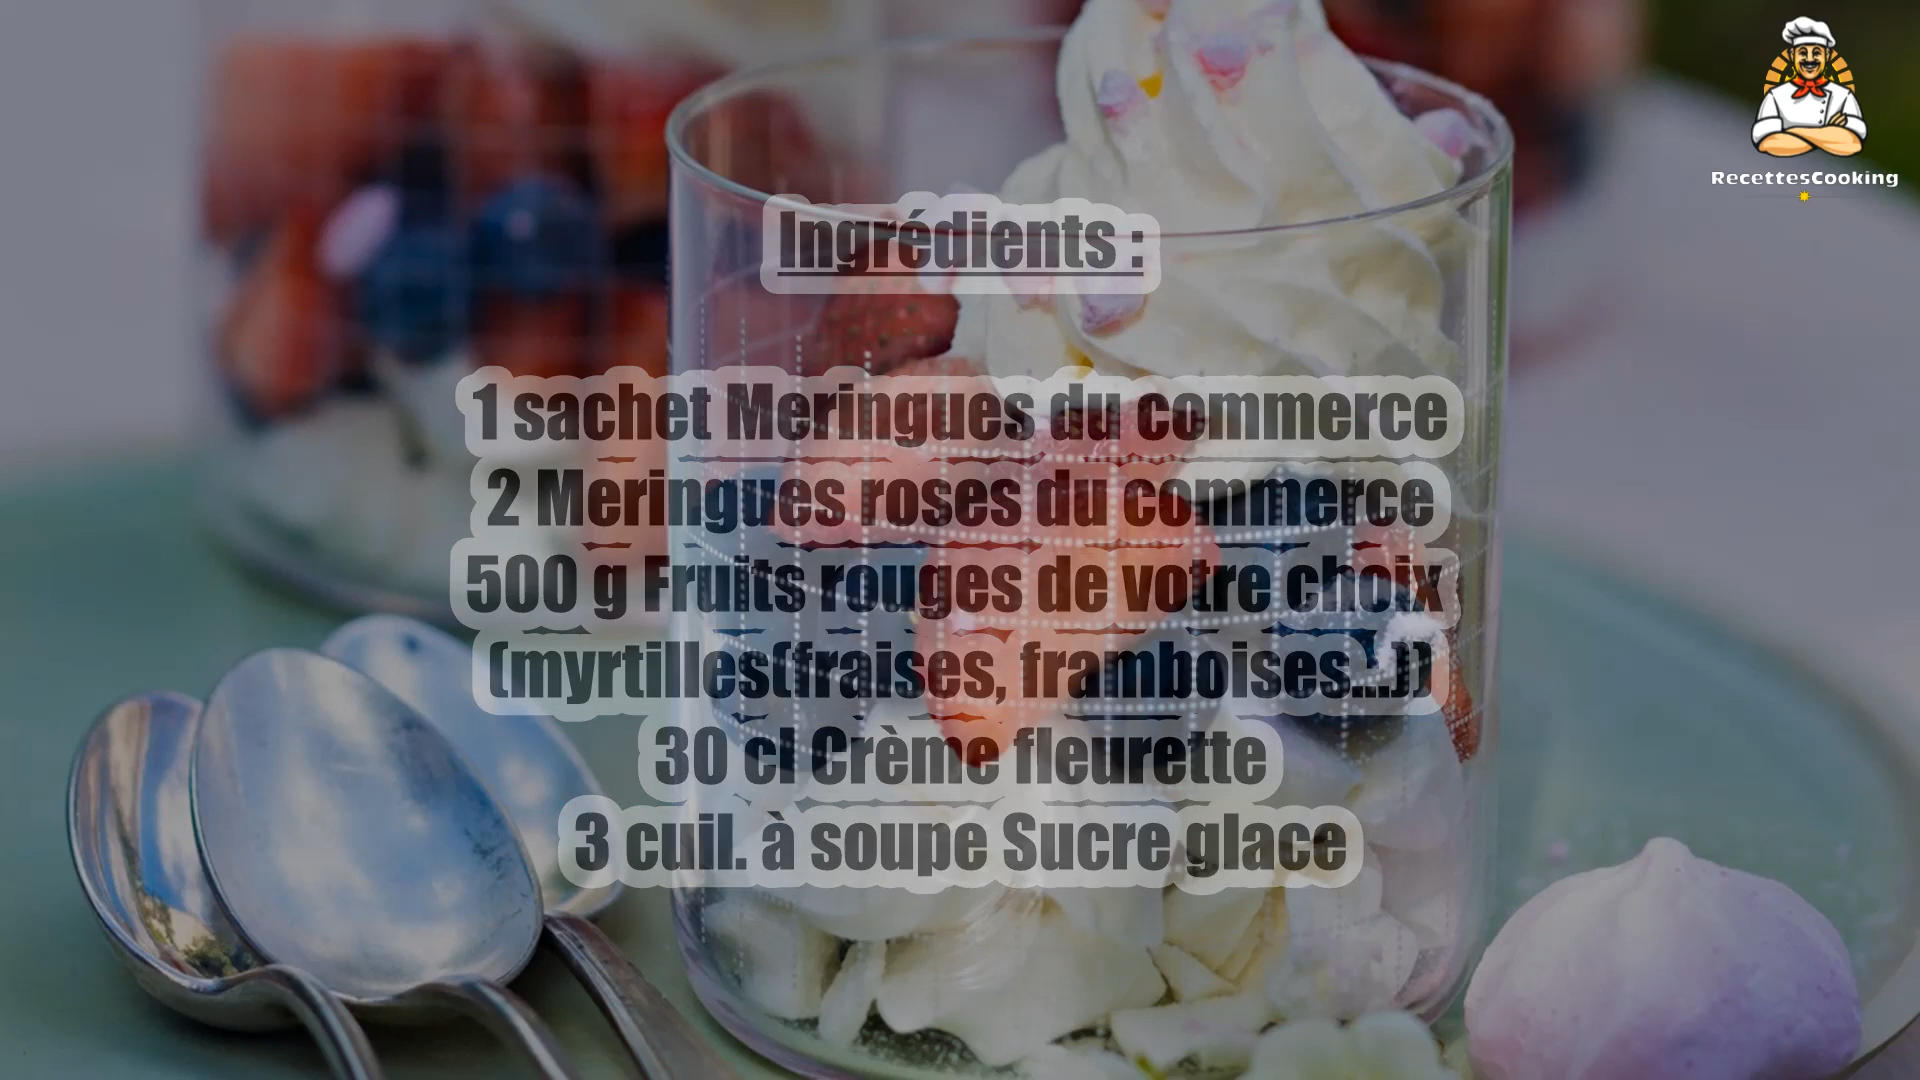 RecettesCooking
Ingrédients :
1 sachet Meringues du commerce
2 Meringues roses du commerce
500 g Fruits rouges de votre choix
(myrtilles(fraises, framboises...))
30 cl Crème fleurette
3 cuil. à soupe Sucre glace